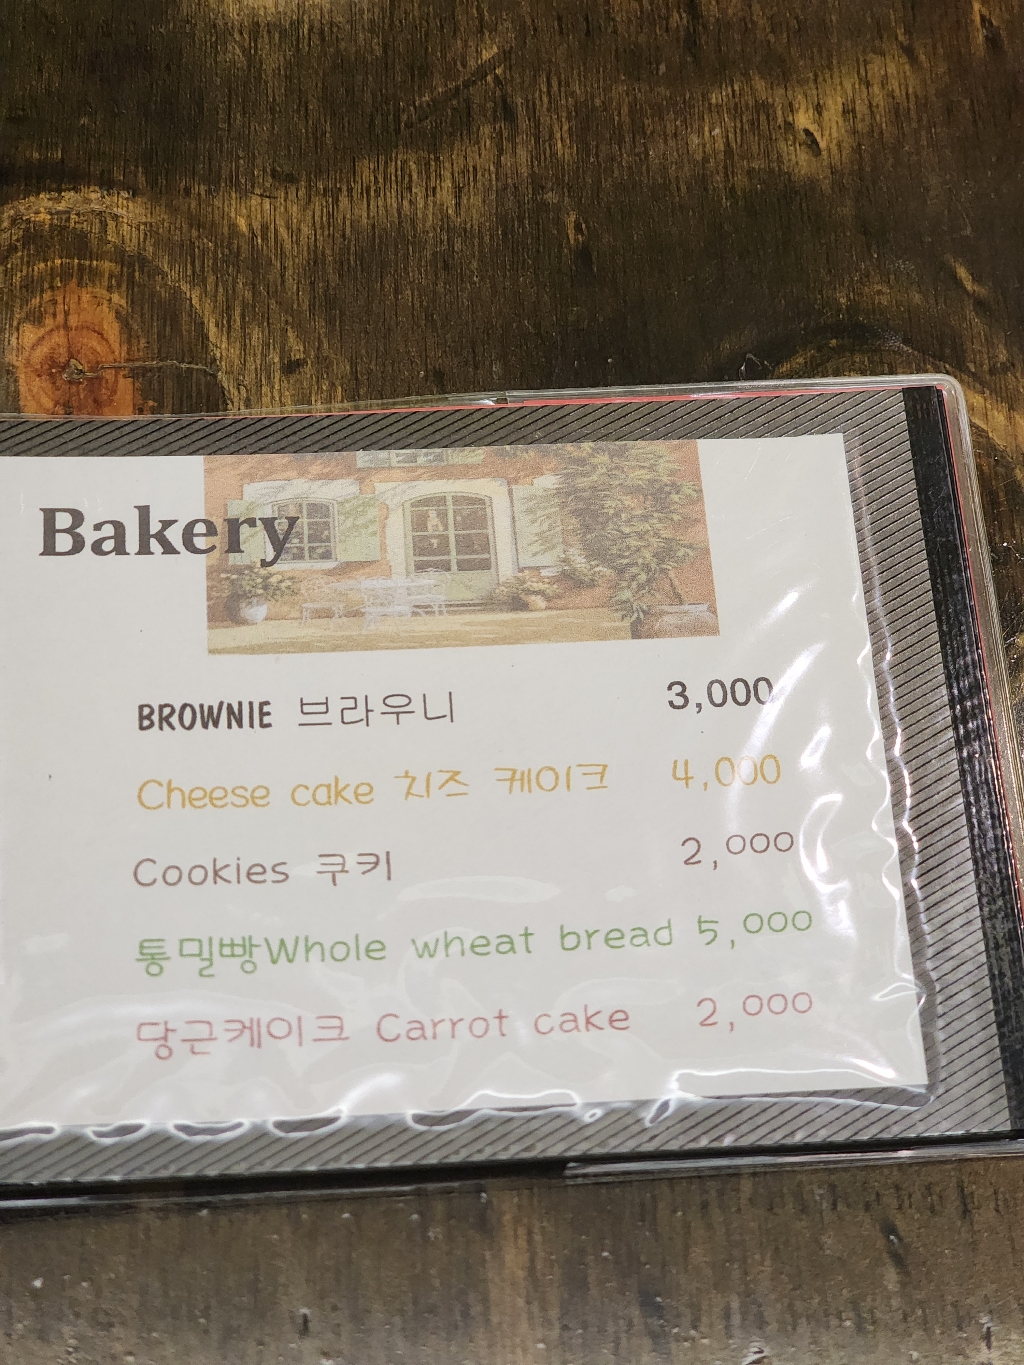 Bakery
BROWNIE 브라우니 3,000
Cheese cake 치즈 케이크 4,000
Cookies 쿠키 2,000
통밀빵Whole wheat bread 5,000
당근케이크 Carrot cake 2,000